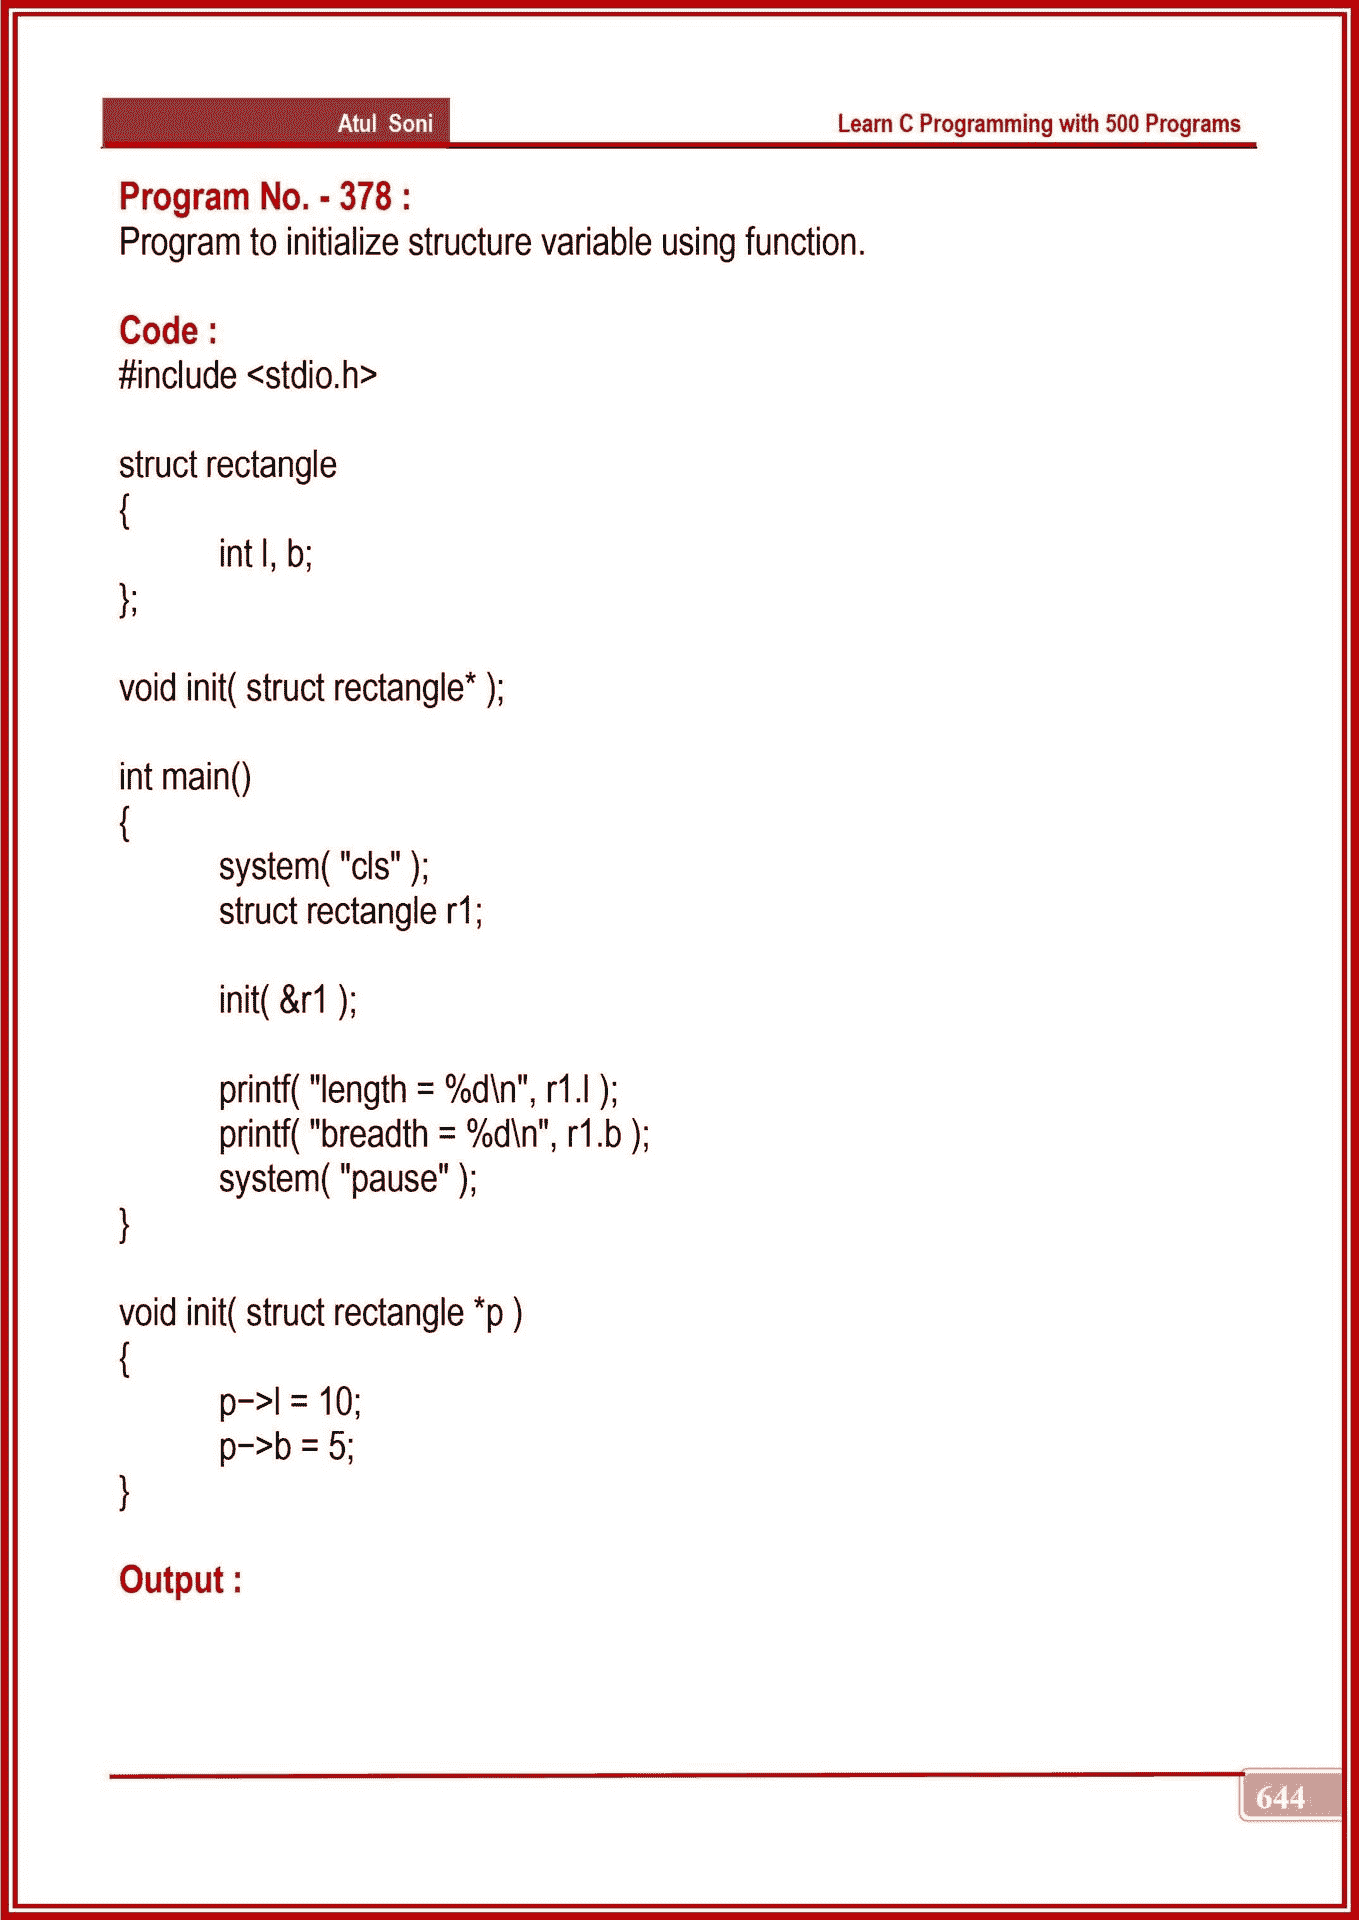 Atul Soni
Learn C Programming with 500 Programs
Program No. - 378 :
Program to initialize structure variable using function.
Code :
#include <stdio.h>
struct rectangle
{
int l, b;
};
void init( struct rectangle* );
int main()
{
system( "cls" );
struct rectangle r1;
init( &r1 );
printf( "length = %d\n", r1.l );
printf( "breadth = %d\n", r1.b );
system( "pause" );
}
void init( struct rectangle *p )
{
p−>l = 10;
p−>b = 5;
}
Output :
644